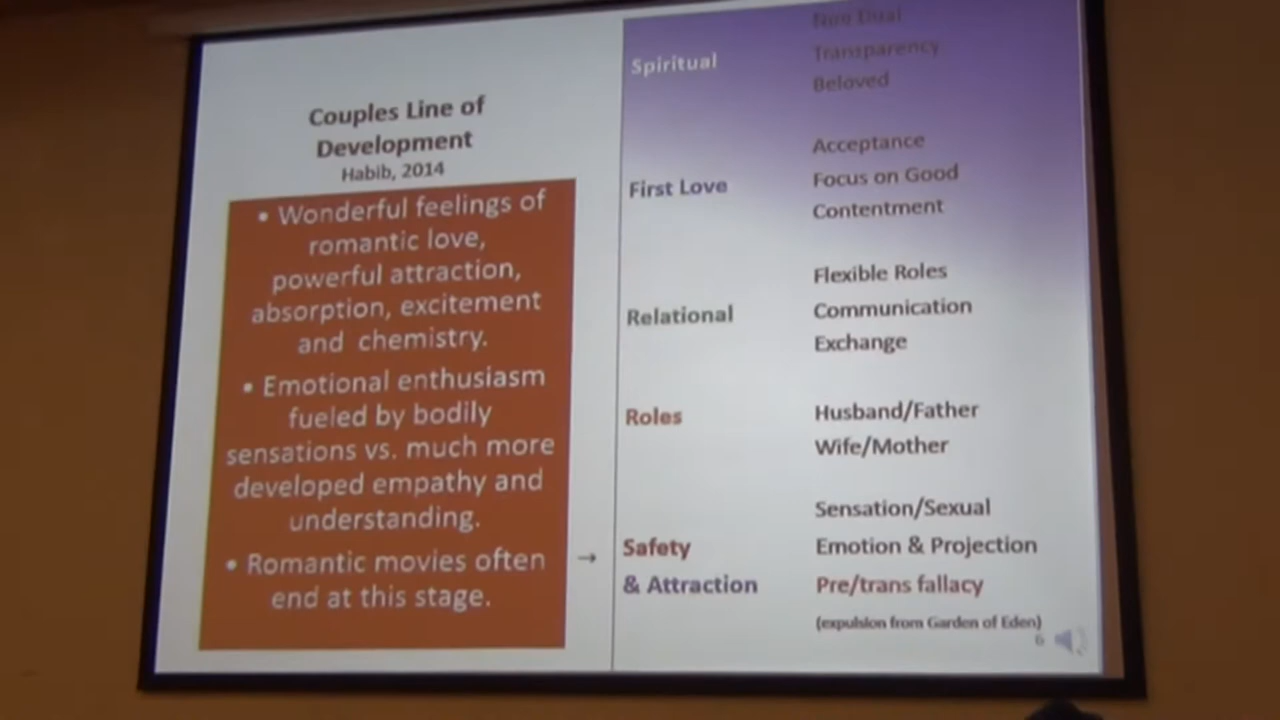 Couples Line of
Development
Habib, 2014
• Wonderful feelings of
romantic love,
powerful attraction,
absorption, excitement
and chemistry.
• Emotional enthusiasm
fueled by bodily
sensations vs. much more
developed empathy and
understanding.
• Romantic movies often
end at this stage.
→
Non Dual
Spiritual
Transparency
Beloved
Acceptance
First Love
Focus on Good
Contentment
Flexible Roles
Relational
Communication
Exchange
Roles
Husband/Father
Wife/Mother
Sensation/Sexual
Safety
Emotion & Projection
& Attraction
Pre/trans fallacy
(expulsion from Garden of Eden)
6